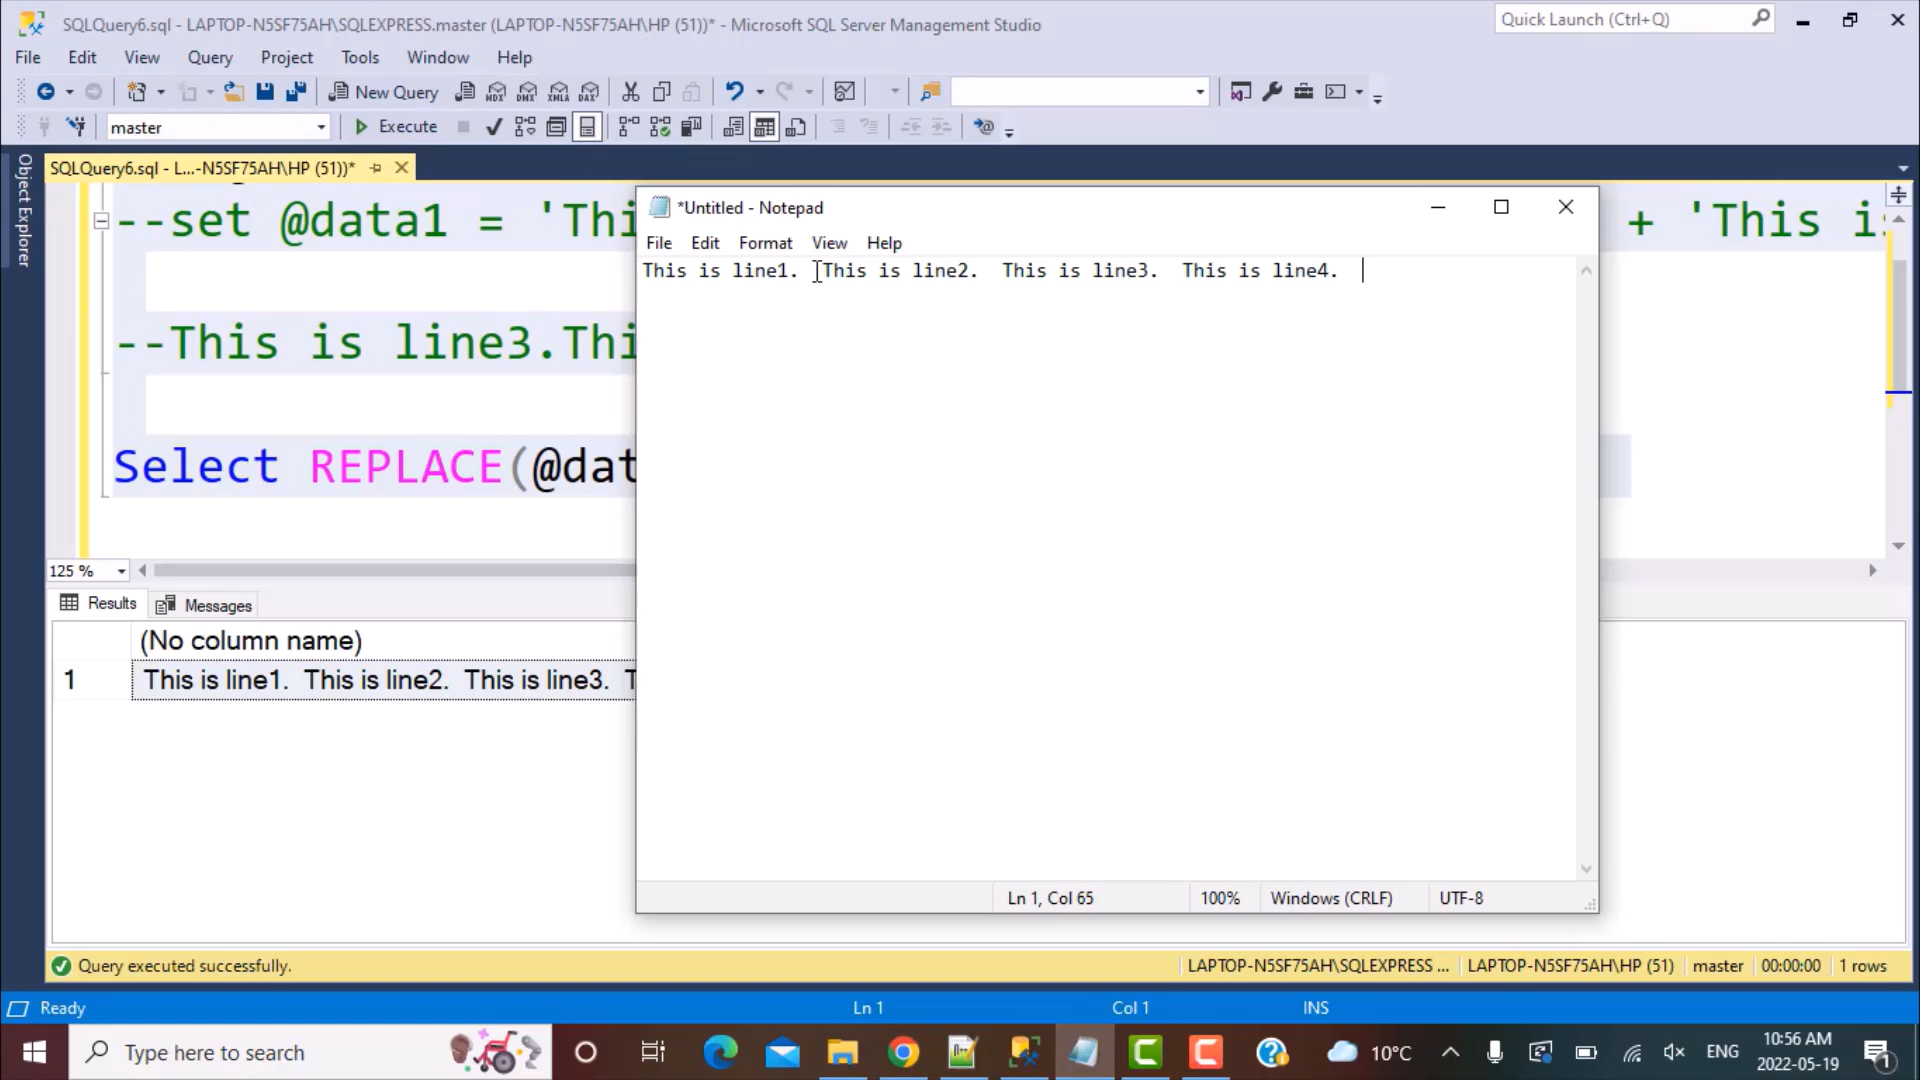 SQLQuery6.sql - LAPTOP-N5SF75AH\SQLEXPRESS.master (LAPTOP-N5SF75AH\HP (51))* - Microsoft SQL Server Management Studio
Quick Launch (Ctrl+Q)
File Edit View Query Project Tools Window Help
New Query MDX DMX XMLA DAX
master Execute
SQLQuery6.sql - L...-N5SF75AH\HP (51))*
Object Explorer
--set @data1 = 'Thi
+ 'This is
--This is line3.Thi
Select REPLACE(@dat
*Untitled - Notepad
File Edit Format View Help
This is line1.  This is line2.  This is line3.  This is line4.
Ln 1, Col 65 100% Windows (CRLF) UTF-8
125 %
Results Messages
(No column name)
1 This is line1.  This is line2.  This is line3.  T
Query executed successfully.
LAPTOP-N5SF75AH\SQLEXPRESS ... LAPTOP-N5SF75AH\HP (51) master 00:00:00 1 rows
Ready Ln 1 Col 1 INS
Type here to search
10°C ENG 10:56 AM
2022-05-19
1